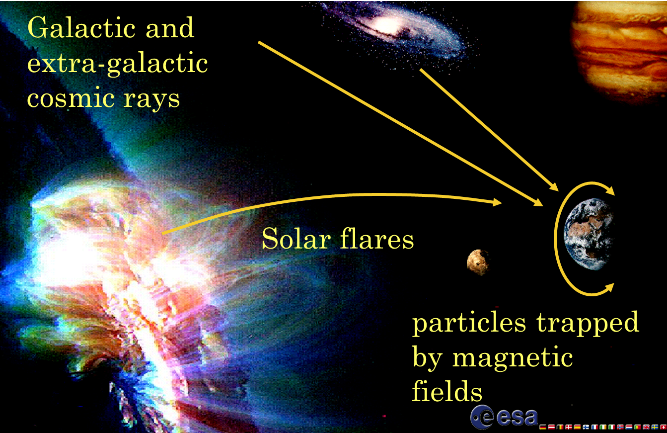 Galactic and
extra-galactic
cosmic rays
Solar flares
particles trapped
by magnetic
fields
esa